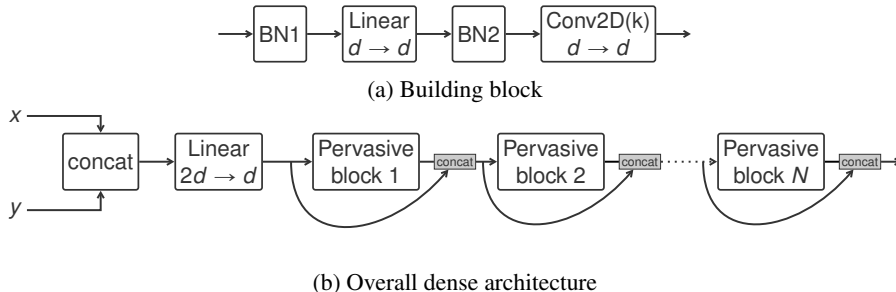 BN1
Linear
d → d
BN2
Conv2D(k)
d → d
(a) Building block
x
y
concat
Linear
2d → d
Pervasive
block 1
concat
Pervasive
block 2
concat
Pervasive
block N
concat
(b) Overall dense architecture